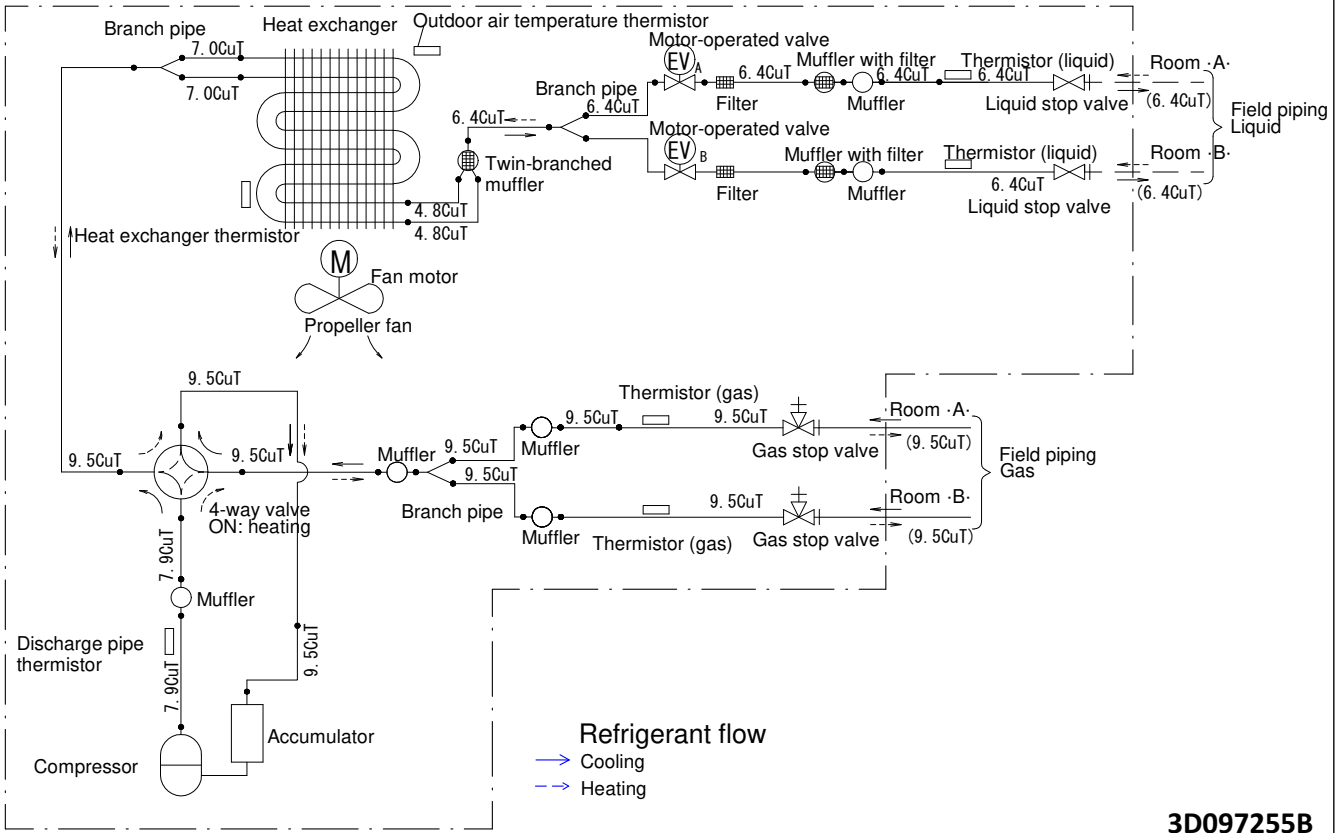 Branch pipe
Heat exchanger
Outdoor air temperature thermistor
7.0CuT
7.0CuT
Motor-operated valve
EV A
6.4CuT
Filter
Muffler with filter
6.4CuT
Muffler
Thermistor (liquid)
6.4CuT
Liquid stop valve
Room ·A·
(6.4CuT)
Field piping
Liquid
Branch pipe
6.4CuT
6.4CuT
Motor-operated valve
EV B
Filter
Muffler with filter
Muffler
Thermistor (liquid)
6.4CuT
Liquid stop valve
Room ·B·
(6.4CuT)
Twin-branched
muffler
4.8CuT
4.8CuT
Heat exchanger thermistor
M
Fan motor
Propeller fan
9.5CuT
9.5CuT
9.5CuT
4-way valve
ON: heating
Muffler
9.5CuT
9.5CuT
Branch pipe
Muffler
9.5CuT
Thermistor (gas)
9.5CuT
Gas stop valve
Room ·A·
(9.5CuT)
Field piping
Gas
Muffler
Thermistor (gas)
9.5CuT
Gas stop valve
Room ·B·
(9.5CuT)
7.9CuT
Muffler
Discharge pipe
thermistor
7.9CuT
9.5CuT
Accumulator
Compressor
Refrigerant flow
Cooling
Heating
3D097255B